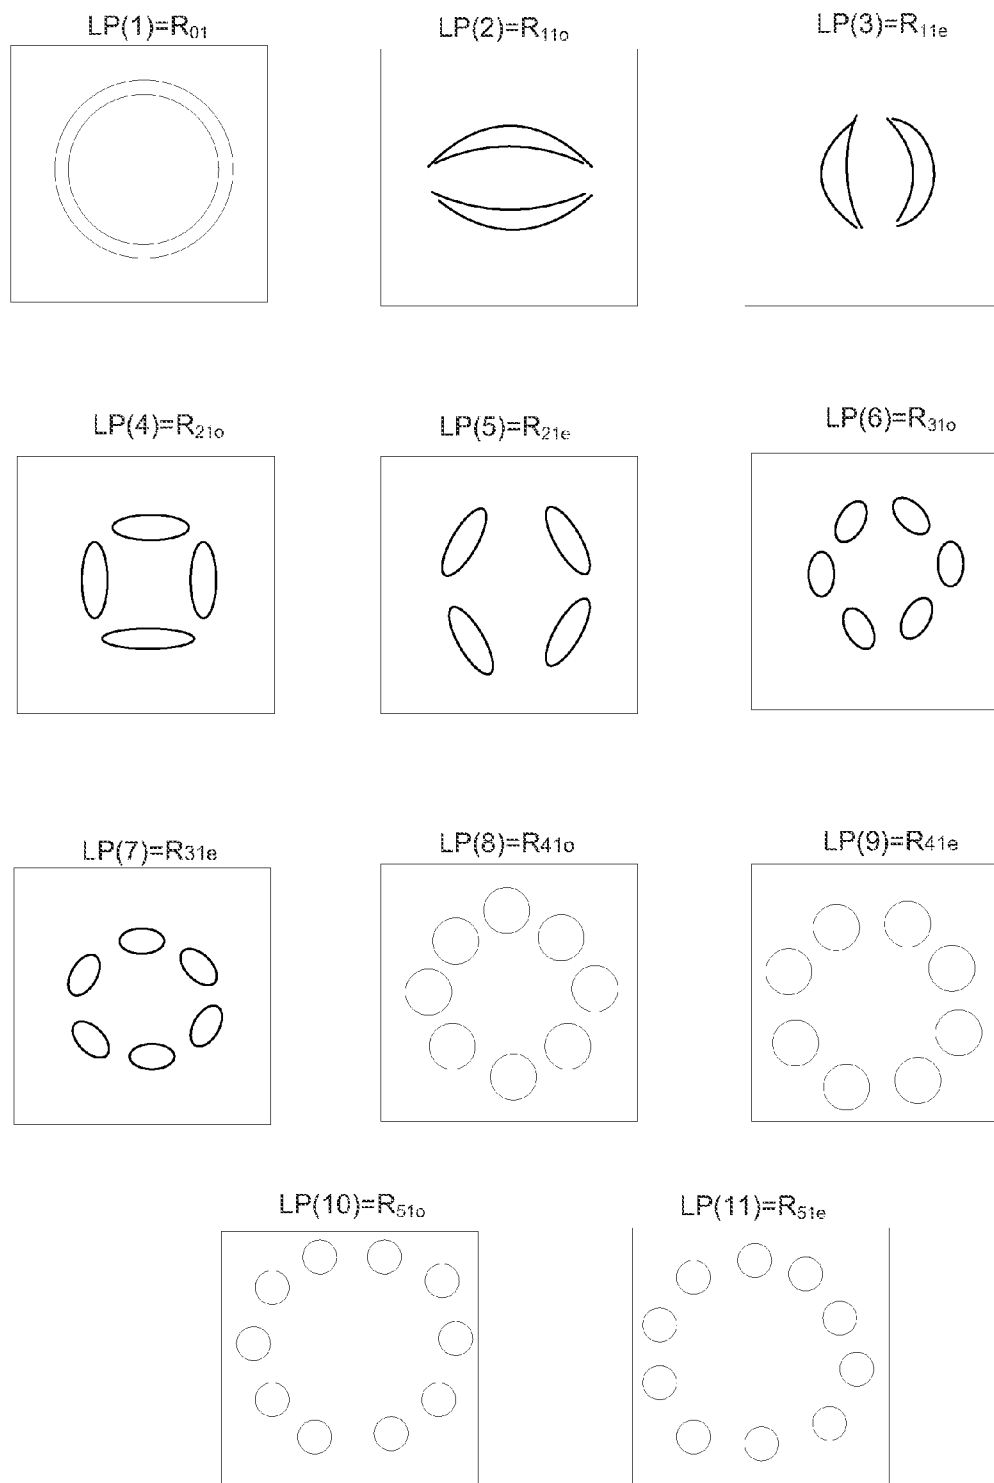 LP(1)=R01
LP(2)=R11o
LP(3)=R11e
LP(4)=R21o
LP(5)=R21e
LP(6)=R31o
LP(7)=R31e
LP(8)=R41o
LP(9)=R41e
LP(10)=R51o
LP(11)=R51e